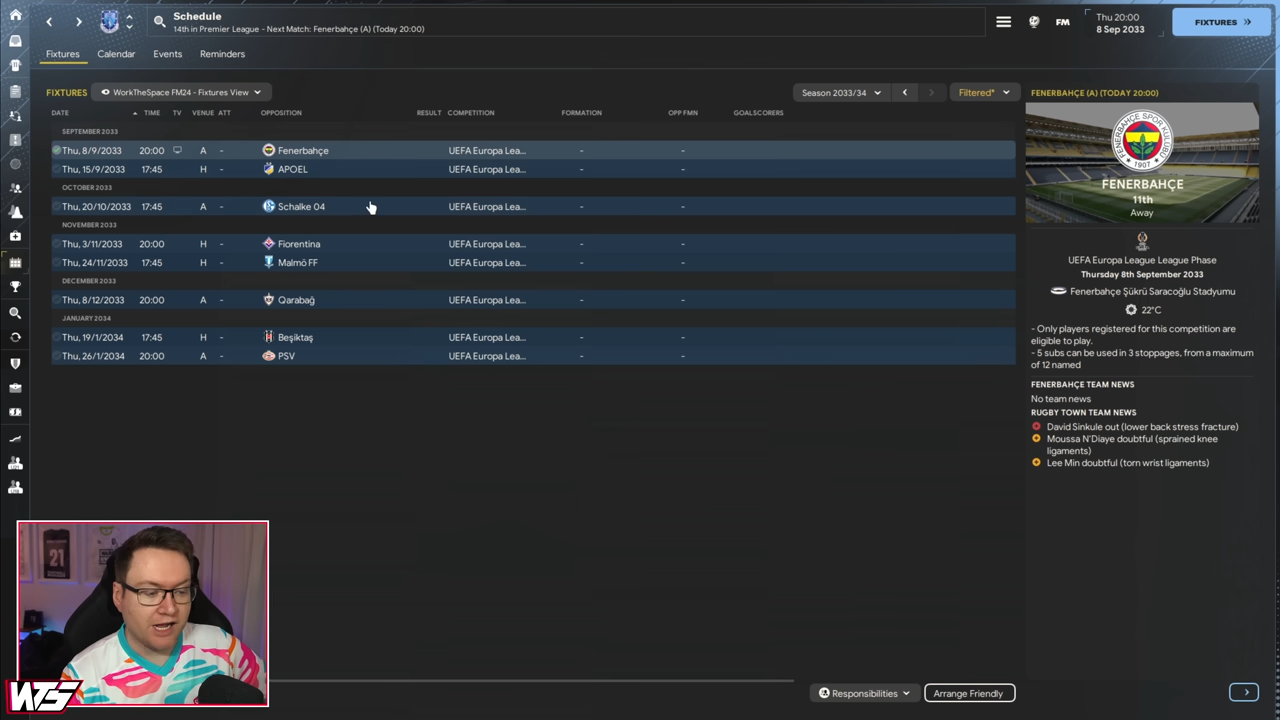 Schedule
14th in Premier League - Next Match: Fenerbahçe (A) (Today 20:00)
FM
Thu 20:00
8 Sep 2033
FIXTURES
Fixtures Calendar Events Reminders
FIXTURES WorkTheSpace FM24 - Fixtures View Season 2033/34 Filtered*
DATE TIME TV VENUE ATT OPPOSITION RESULT COMPETITION FORMATION OPP FMN GOALSCORERS
SEPTEMBER 2033
Thu, 8/9/2033 20:00 A - Fenerbahçe UEFA Europa Lea... - -
Thu, 15/9/2033 17:45 H - APOEL UEFA Europa Lea... - -
OCTOBER 2033
Thu, 20/10/2033 17:45 A - Schalke 04 UEFA Europa Lea... - -
NOVEMBER 2033
Thu, 3/11/2033 20:00 H - Fiorentina UEFA Europa Lea... - -
Thu, 24/11/2033 17:45 H - Malmö FF UEFA Europa Lea... - -
DECEMBER 2033
Thu, 8/12/2033 20:00 A - Qarabağ UEFA Europa Lea... - -
JANUARY 2034
Thu, 19/1/2034 17:45 H - Beşiktaş UEFA Europa Lea... - -
Thu, 26/1/2034 20:00 A - PSV UEFA Europa Lea... - -
FENERBAHÇE (A) (TODAY 20:00)
FENERBAHÇE SPOR KULÜBÜ
1907
FENERBAHÇE
11th
Away
UEFA Europa League League Phase
Thursday 8th September 2033
Fenerbahçe Şükrü Saracoğlu Stadyumu
22°C
- Only players registered for this competition are
eligible to play.
- 5 subs can be used in 3 stoppages, from a maximum
of 12 named
FENERBAHÇE TEAM NEWS
No team news
RUGBY TOWN TEAM NEWS
David Sinkule out (lower back stress fracture)
Moussa N'Diaye doubtful (sprained knee
ligaments)
Lee Min doubtful (torn wrist ligaments)
21
WTS
Responsibilities Arrange Friendly